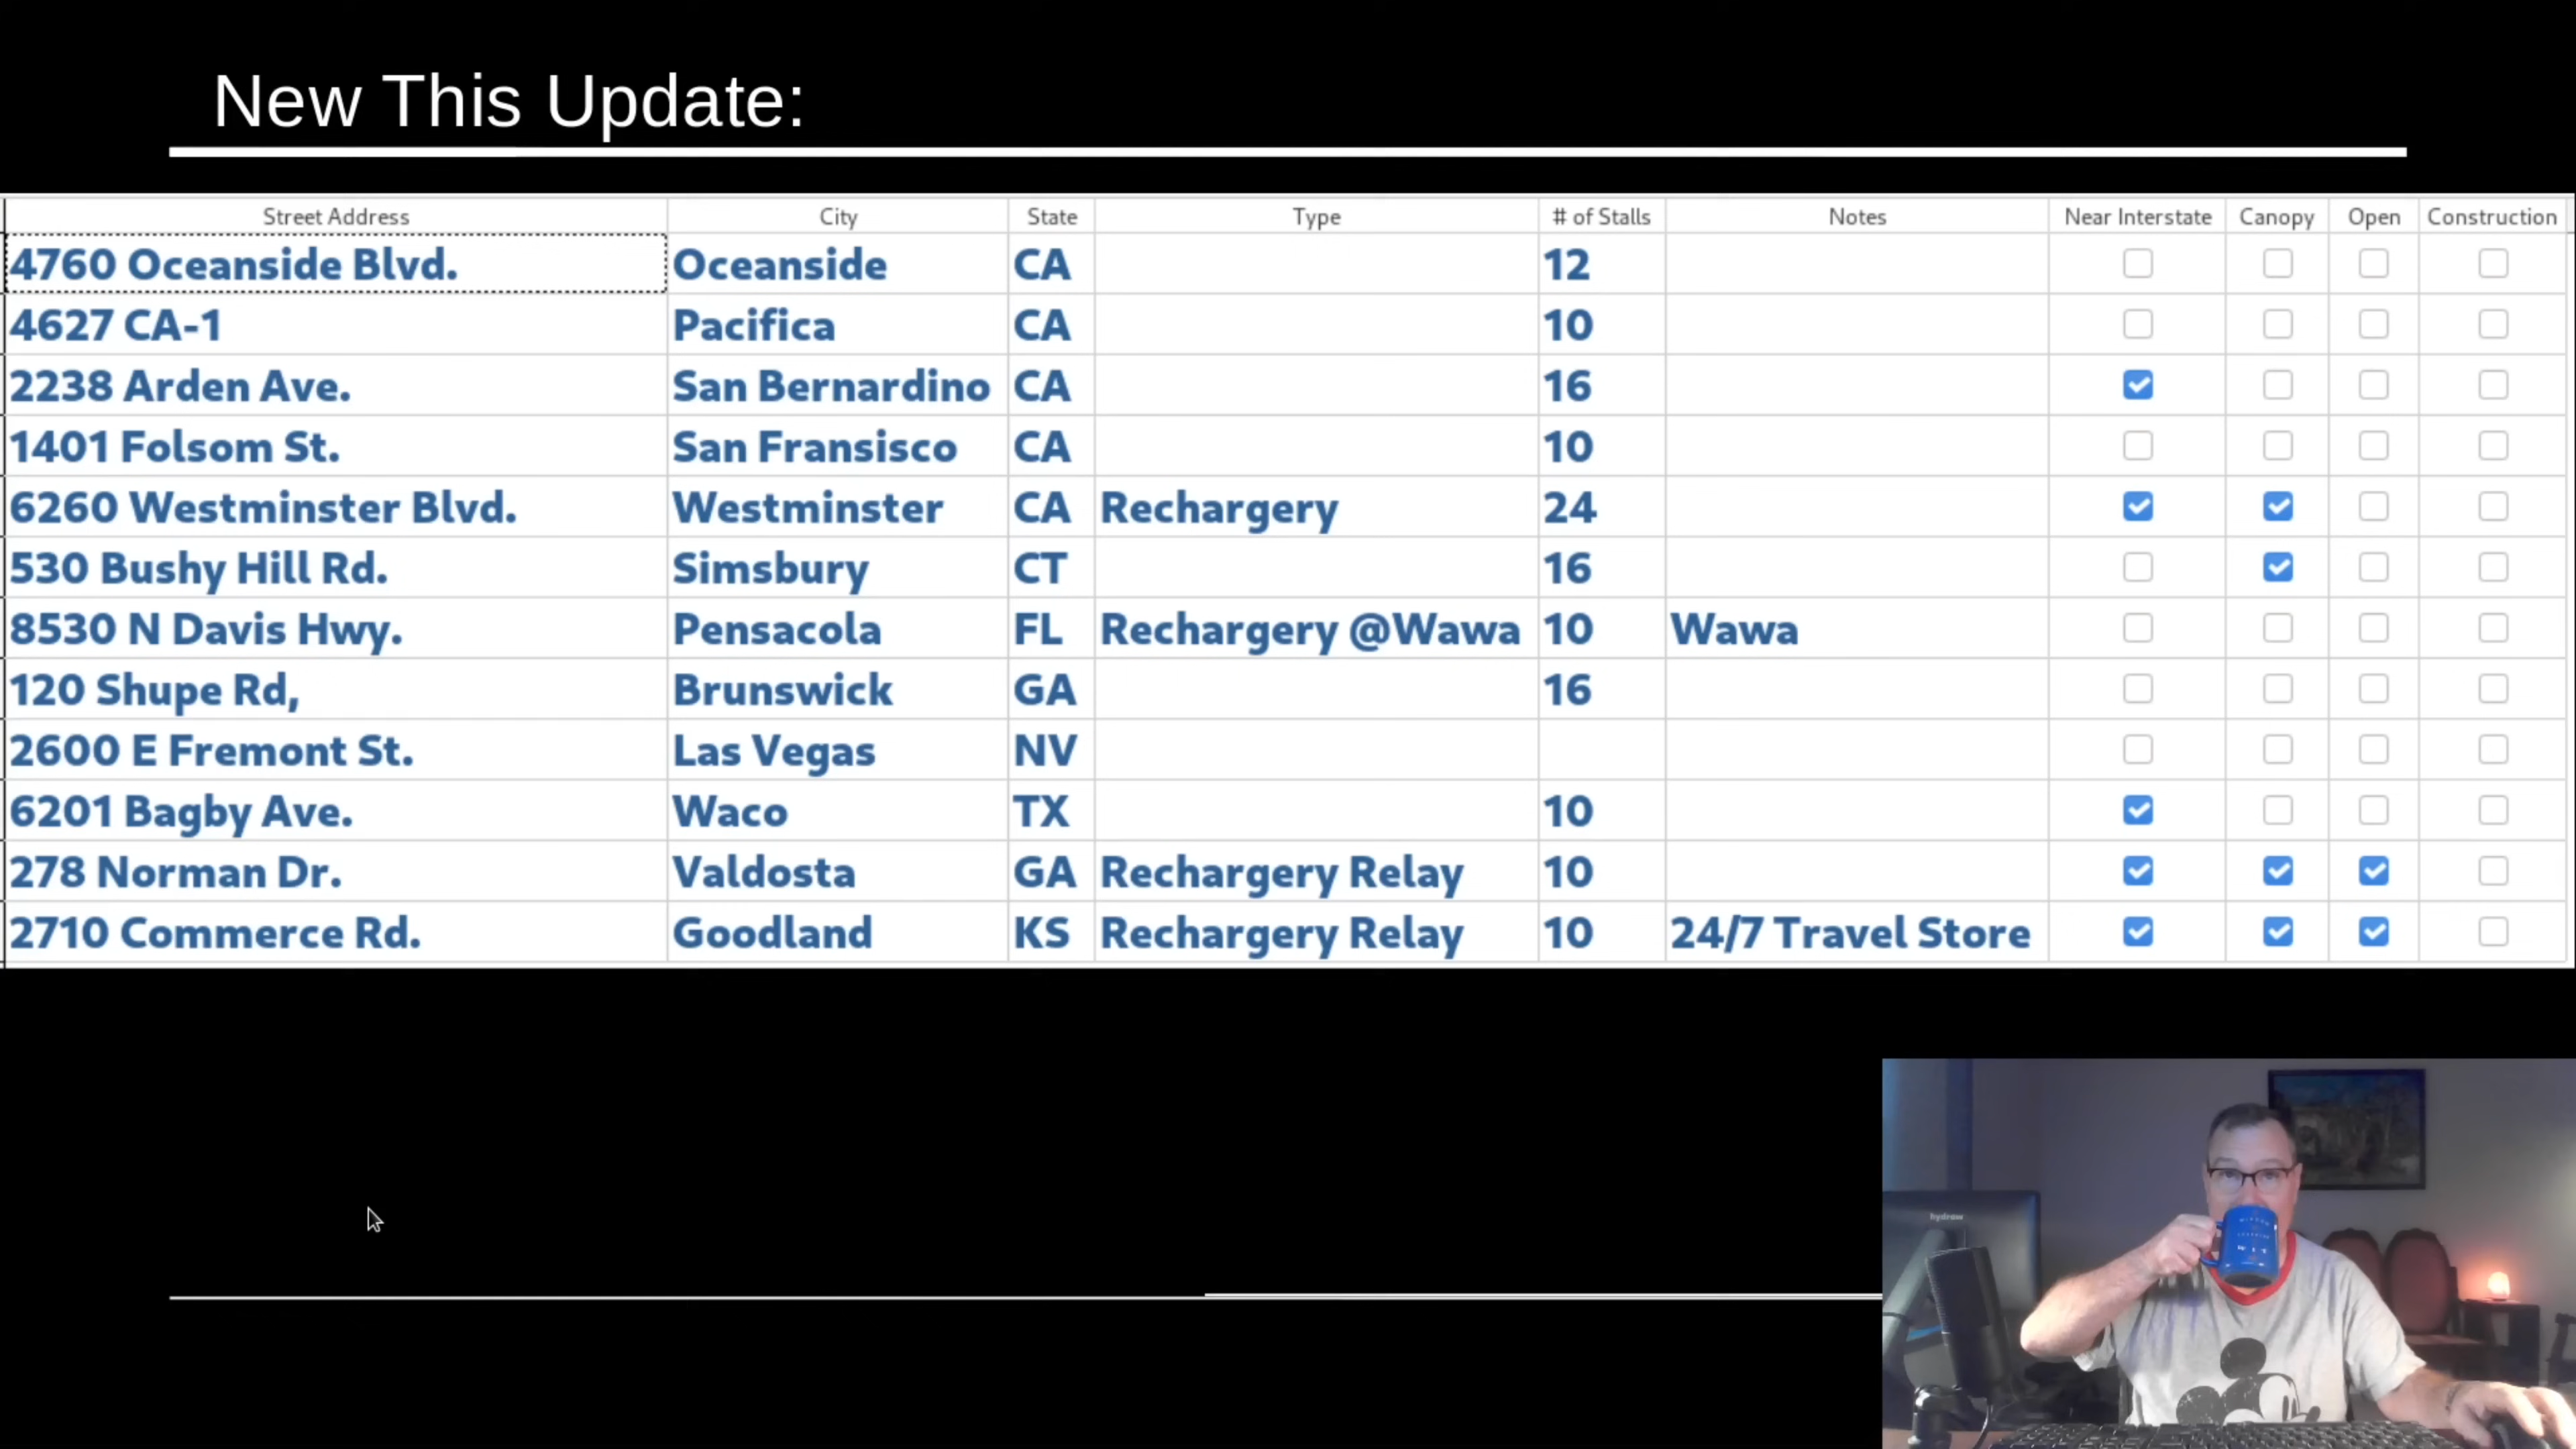 New This Update:
Street Address City State Type # of Stalls Notes Near Interstate Canopy Open Construction
4760 Oceanside Blvd. Oceanside CA 12
4627 CA-1 Pacifica CA 10
2238 Arden Ave. San Bernardino CA 16
1401 Folsom St. San Fransisco CA 10
6260 Westminster Blvd. Westminster CA Rechargery 24
530 Bushy Hill Rd. Simsbury CT 16
8530 N Davis Hwy. Pensacola FL Rechargery @Wawa 10 Wawa
120 Shupe Rd, Brunswick GA 16
2600 E Fremont St. Las Vegas NV
6201 Bagby Ave. Waco TX 10
278 Norman Dr. Valdosta GA Rechargery Relay 10
2710 Commerce Rd. Goodland KS Rechargery Relay 10 24/7 Travel Store
WIT